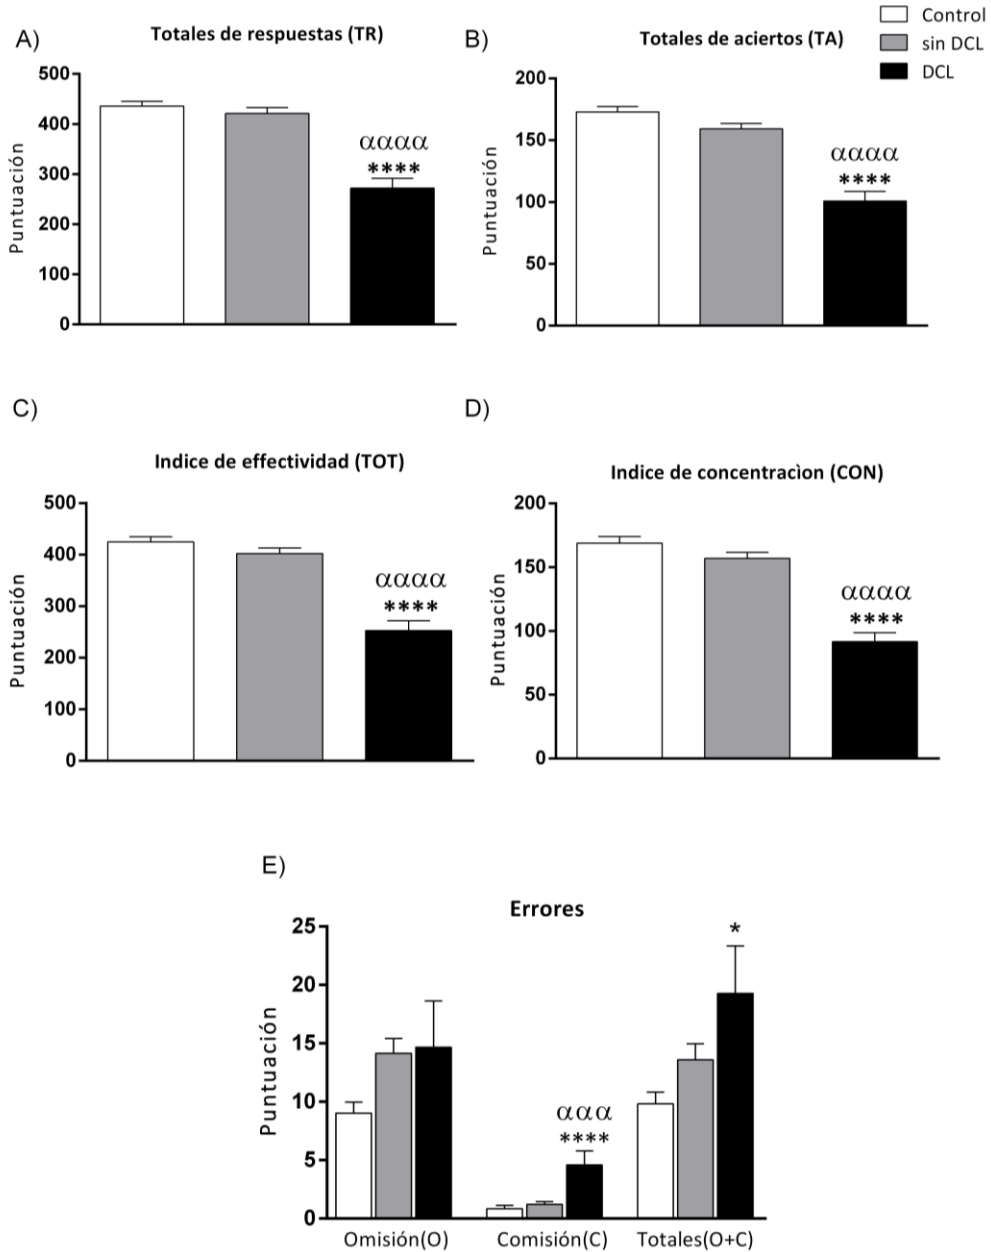 Control
sin DCL
DCL
A)
Totales de respuestas (TR)
Puntuación
500
400
300
200
100
0
αααα
****
B)
Totales de aciertos (TA)
Puntuación
200
150
100
50
0
αααα
****
C)
Indice de effectividad (TOT)
Puntuación
500
400
300
200
100
0
αααα
****
D)
Indice de concentracìon (CON)
Puntuación
200
150
100
50
0
αααα
****
E)
Errores
Puntuación
25
20
15
10
5
0
ααα
****
*
Omisión(O) Comisión(C) Totales(O+C)